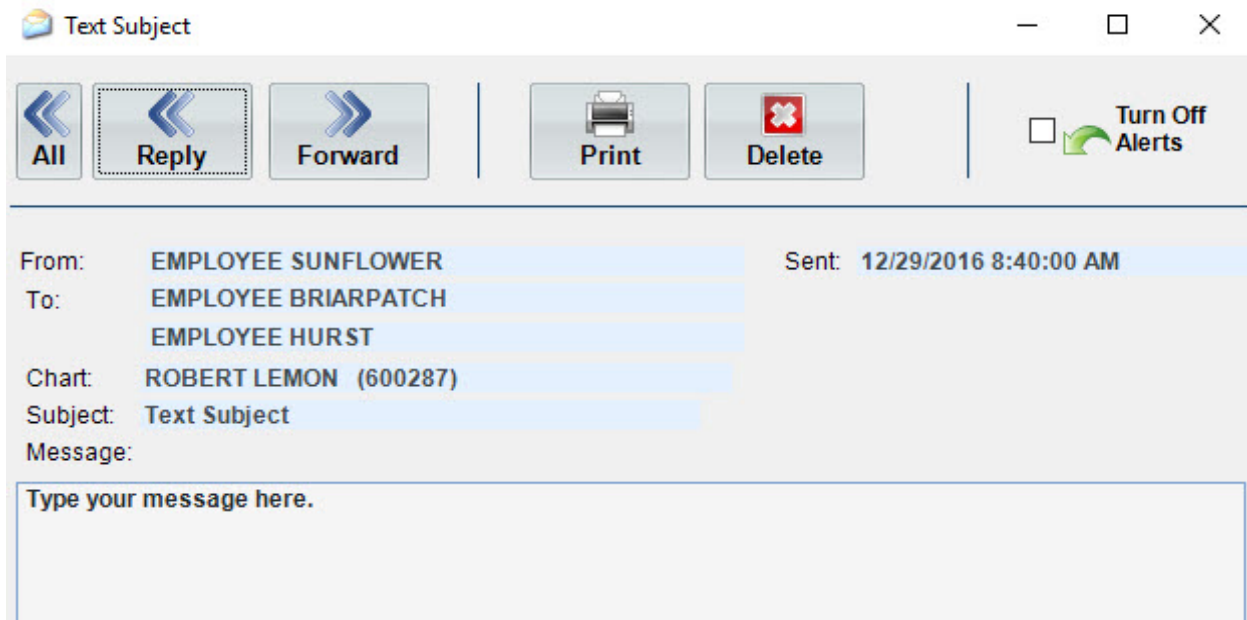 Text Subject
All Reply Forward Print Delete Turn Off
Alerts
From: EMPLOYEE SUNFLOWER Sent: 12/29/2016 8:40:00 AM
To: EMPLOYEE BRIARPATCH
EMPLOYEE HURST
Chart: ROBERT LEMON (600287)
Subject: Text Subject
Message:
Type your message here.